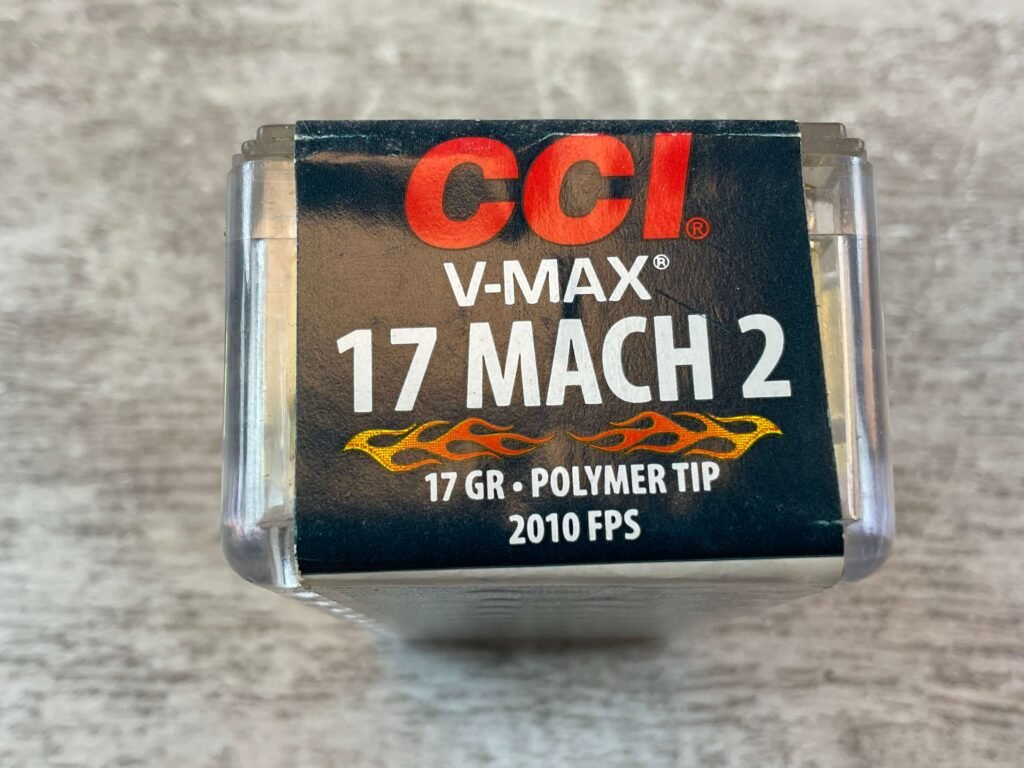 CCI®
V-MAX®
17 MACH 2
17 GR • POLYMER TIP
2010 FPS